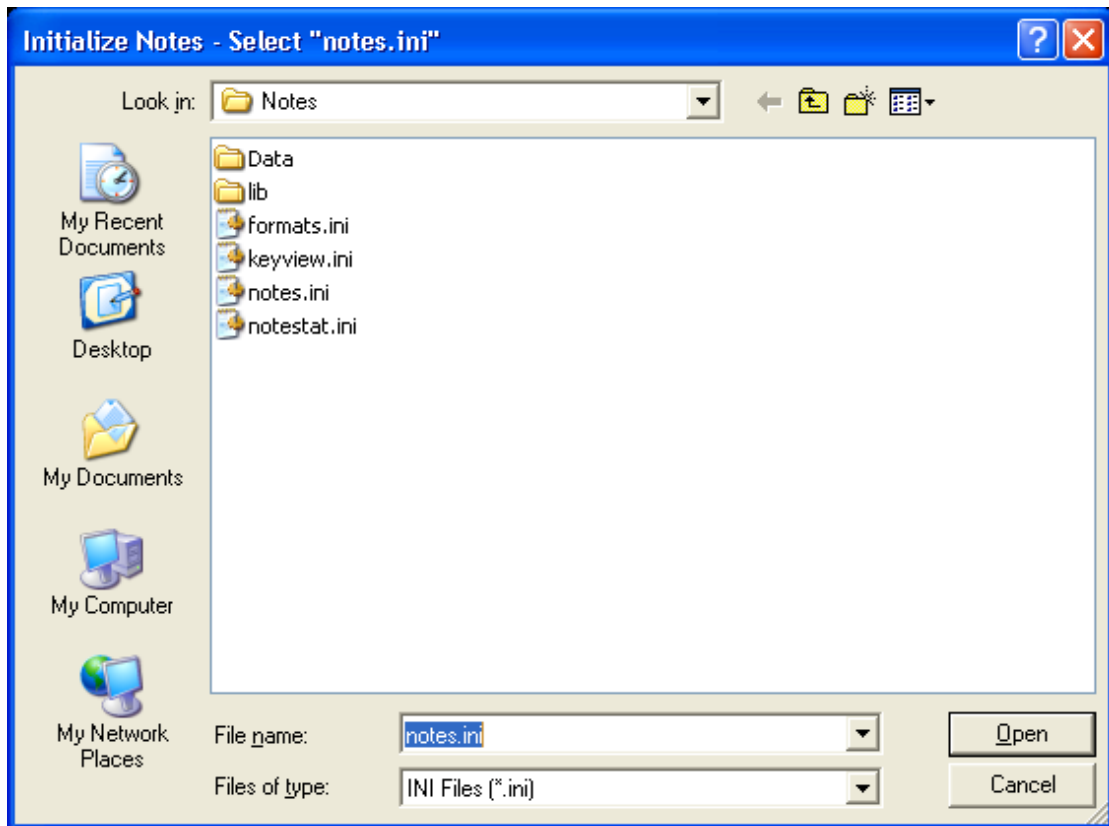 Initialize Notes - Select "notes.ini"
Look in: Notes
Data
lib
formats.ini
keyview.ini
notes.ini
notestat.ini
My Recent
Documents
Desktop
My Documents
My Computer
My Network
Places
File name: notes.ini Open
Files of type: INI Files (*.ini) Cancel